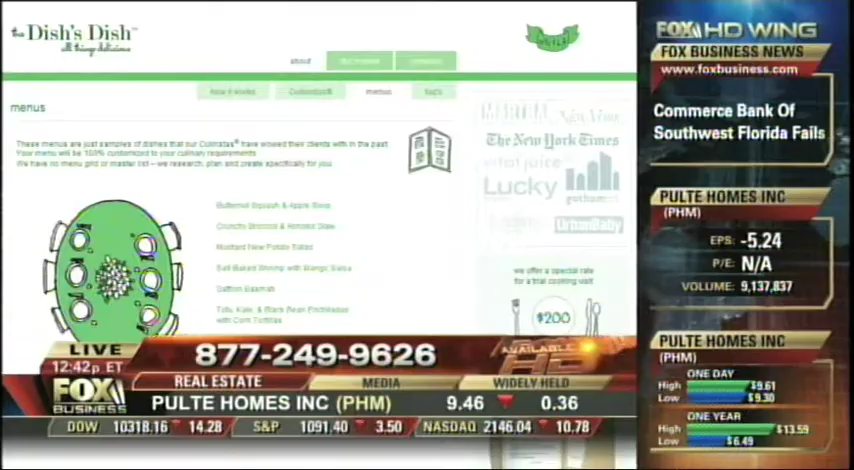 the Dish's Dish™
all things delicious
about
menus
faq's
menus
These menus are just samples of dishes that our Culinistas® have wowed their clients with in the past
Your menu will be 100% customized to your culinary requirements
We have no menu grid or master list – we research, plan and create specifically for you
Butternut Squash & Apple Soup
Crunchy Broccoli &
Mustard New Potato Salad
Salt Baked Shrimp with Mango Salsa
Saffron Basmati
Tofu, Kale, & Black Bean Enchiladas
with Corn Tortillas
The New York Times
Lucky
gotham
UrbanBaby
we offer a special rate
for a trial cooking visit
$200
FOX HD WING
FOX BUSINESS NEWS
www.foxbusiness.com
Commerce Bank Of
Southwest Florida Fails
PULTE HOMES INC
(PHM)
EPS: -5.24
P/E: N/A
VOLUME: 9,137,837
PULTE HOMES INC
(PHM)
ONE DAY
High $9.61
Low $9.30
ONE YEAR
High $13.59
Low $6.49
LIVE
12:42p ET
FOX
BUSINESS
877-249-9626
AVAILABLE
HD
REAL ESTATE MEDIA WIDELY HELD
PULTE HOMES INC (PHM) 9.46 0.36
DOW 10318.16 14.28 S&P 1091.40 3.50 NASDAQ 2146.04 10.78